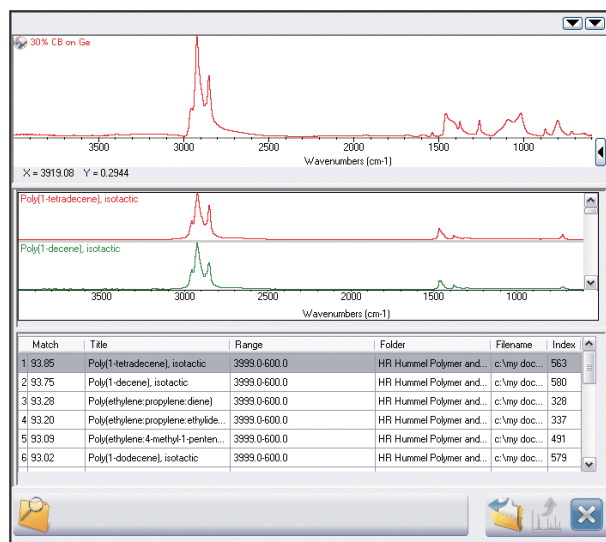 30% CB on Ge
3500 3000 2500 2000 1500 1000
Wavenumbers (cm-1)
X = 3919.08 Y = 0.2944
Poly(1-tetradecene), isotactic
Poly(1-decene), isotactic
3500 3000 2500 2000 1500 1000
Wavenumbers (cm-1)
Match Title Range Folder Filename Index
1 93.85 Poly(1-tetradecene), isotactic 3999.0-600.0 HR Hummel Polymer and... c:\my doc... 563
2 93.75 Poly(1-decene), isotactic 3999.0-600.0 HR Hummel Polymer and... c:\my doc... 580
3 93.28 Poly(ethylene:propylene:diene) 3999.0-600.0 HR Hummel Polymer and... c:\my doc... 328
4 93.20 Poly(ethylene:propylene:ethylide... 3999.0-600.0 HR Hummel Polymer and... c:\my doc... 337
5 93.09 Poly(ethylene:4-methyl-1-penten... 3999.0-600.0 HR Hummel Polymer and... c:\my doc... 491
6 93.02 Poly(1-dodecene), isotactic 3999.0-600.0 HR Hummel Polymer and... c:\my doc... 579